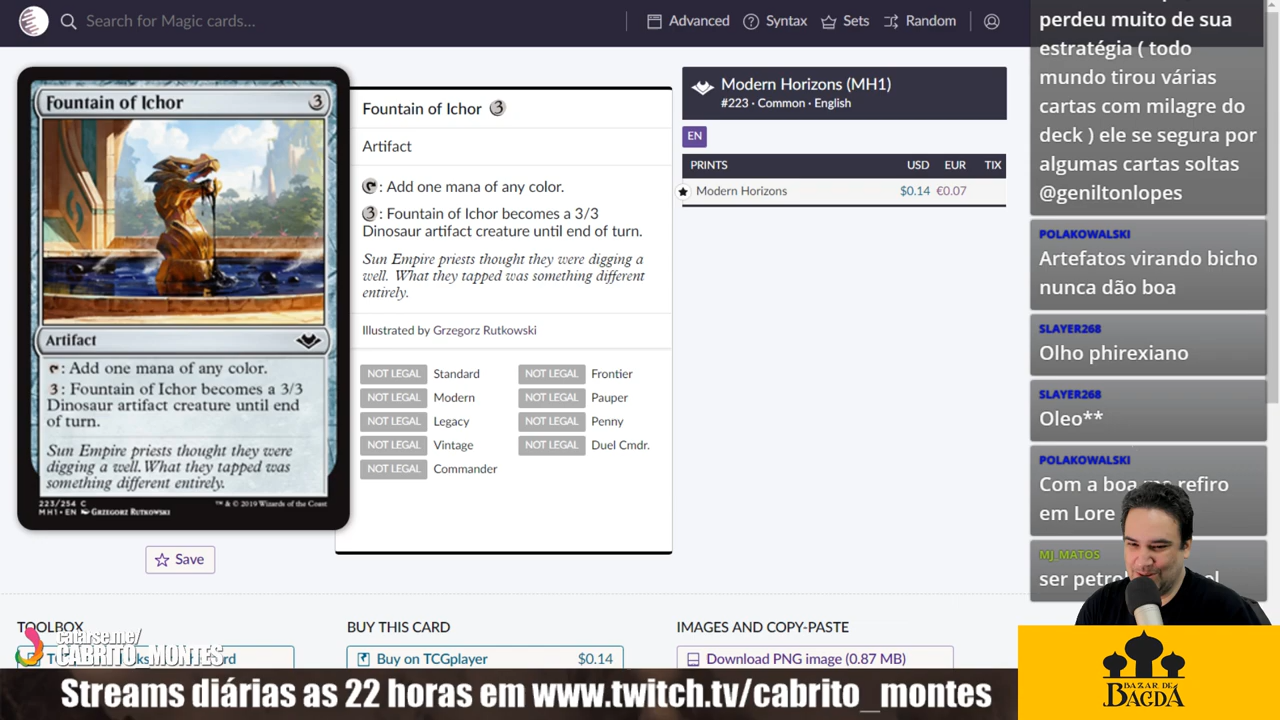 Search for Magic cards...
Advanced
Syntax
Sets
Random
Fountain of Ichor 3
Artifact
: Add one mana of any color.
3: Fountain of Ichor becomes a 3/3
Dinosaur artifact creature until end
of turn.
Sun Empire priests thought they were
digging a well. What they tapped was
something different entirely.
223/254 C
MH1 • EN GRZEGORZ RUTKOWSKI
™ & © 2019 Wizards of the Coast
Save
Fountain of Ichor 3
Artifact
: Add one mana of any color.
3: Fountain of Ichor becomes a 3/3
Dinosaur artifact creature until end of turn.
Sun Empire priests thought they were digging a
well. What they tapped was something different
entirely.
Illustrated by Grzegorz Rutkowski
NOT LEGAL Standard NOT LEGAL Frontier
NOT LEGAL Modern NOT LEGAL Pauper
NOT LEGAL Legacy NOT LEGAL Penny
NOT LEGAL Vintage NOT LEGAL Duel Cmdr.
NOT LEGAL Commander
Modern Horizons (MH1)
#223 · Common · English
EN
PRINTS USD EUR TIX
Modern Horizons $0.14 €0.07
TOOLBOX
catarse.me/
CABRITO_MONTES
BUY THIS CARD
Buy on TCGplayer $0.14
IMAGES AND COPY-PASTE
Download PNG image (0.87 MB)
perdeu muito de sua
estratégia ( todo
mundo tirou várias
cartas com milagre do
deck ) ele se segura por
algumas cartas soltas
@geniltonlopes
POLAKOWALSKI
Artefatos virando bicho
nunca dão boa
SLAYER268
Olho phirexiano
SLAYER268
Oleo**
POLAKOWALSKI
Com a boa me refiro
em Lore
MJ_MATOS
ser
BAZAR DE
BAGDÁ
Streams diárias as 22 horas em www.twitch.tv/cabrito_montes